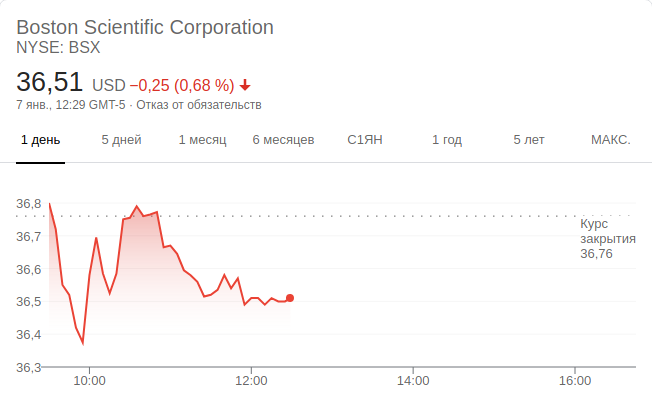 Boston Scientific Corporation
NYSE: BSX
36,51 USD −0,25 (0,68 %)
7 янв., 12:29 GMT-5 · Отказ от обязательств
1 день 5 дней 1 месяц 6 месяцев С1ЯН 1 год 5 лет МАКС.
36,8
36,7
36,6
36,5
36,4
36,3
Курс
закрытия
36,76
10:00 12:00 14:00 16:00